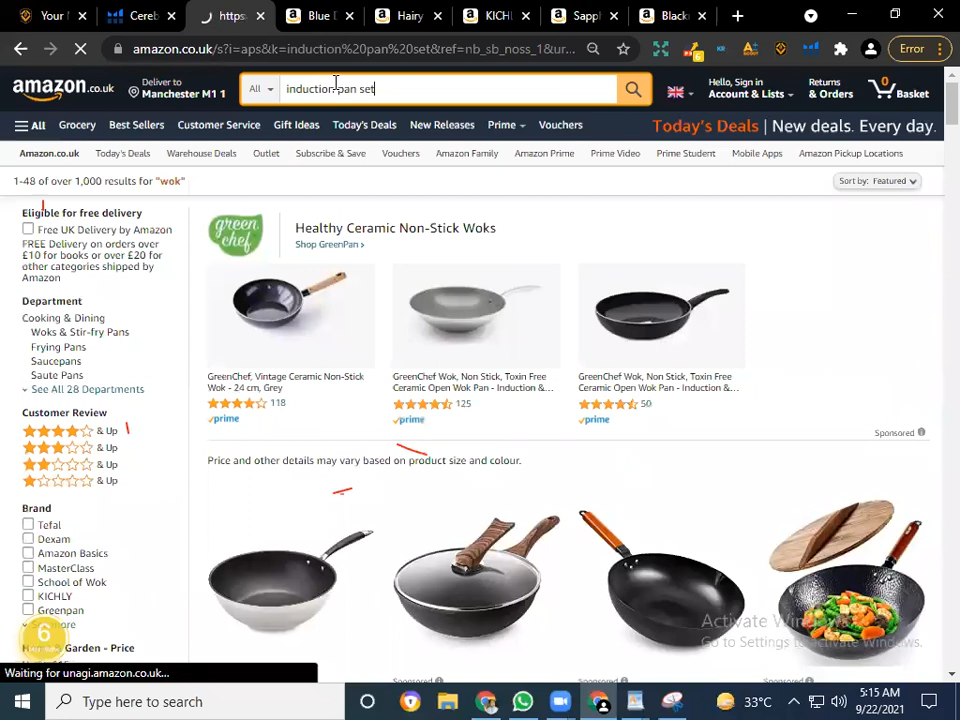 Your N
Cereb
https
Blue D
Hairy
KICHL
Sappl
Black
amazon.co.uk/s?i=aps&k=induction%20pan%20set&ref=nb_sb_noss_1&ur...
Error
amazon.co.uk
Deliver to
Manchester M1 1
All
induction pan set
Hello, Sign in
Account & Lists
Returns
& Orders
0
Basket
All
Grocery
Best Sellers
Customer Service
Gift Ideas
Today's Deals
New Releases
Prime
Vouchers
Today's Deals | New deals. Every day.
Amazon.co.uk
Today's Deals
Warehouse Deals
Outlet
Subscribe & Save
Vouchers
Amazon Family
Amazon Prime
Prime Video
Prime Student
Mobile Apps
Amazon Pickup Locations
1-48 of over 1,000 results for "wok"
Sort by: Featured
Eligible for free delivery
Free UK Delivery by Amazon
FREE Delivery on orders over
£10 for books or over £20 for
other categories shipped by
Amazon
Department
Cooking & Dining
Woks & Stir-fry Pans
Frying Pans
Saucepans
Saute Pans
See All 28 Departments
Customer Review
& Up
& Up
& Up
& Up
Brand
Tefal
Dexam
Amazon Basics
MasterClass
School of Wok
KICHLY
Greenpan
6
green
chef
Healthy Ceramic Non-Stick Woks
Shop GreenPan ›
GreenChef, Vintage Ceramic Non-Stick
Wok - 24 cm, Grey
118
prime
GreenChef Wok, Non Stick, Toxin Free
Ceramic Open Wok Pan - Induction &...
125
prime
GreenChef Wok, Non Stick, Toxin Free
Ceramic Open Wok Pan - Induction &...
50
prime
Sponsored
Price and other details may vary based on product size and colour.
Activate Windows
Go to Settings to activate Windows.
Waiting for unagi.amazon.co.uk...
Type here to search
33°C
5:15 AM
9/22/2021